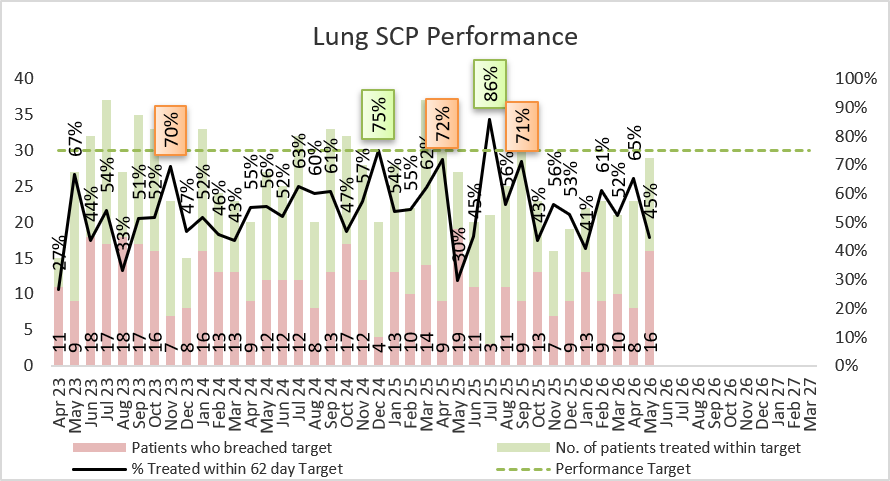 Lung SCP Performance
40
35
30
25
20
15
10
5
0
100%
90%
80%
70%
60%
50%
40%
30%
20%
10%
0%
27%
67%
44%
54%
33%
51%
52%
70%
47%
52%
46%
43%
55%
56%
52%
63%
60%
61%
47%
57%
75%
54%
55%
62%
72%
30%
45%
86%
56%
71%
43%
56%
53%
41%
61%
52%
65%
45%
11
9
18
17
18
17
16
7
8
16
13
13
9
12
12
12
8
13
17
12
4
13
10
14
9
19
11
3
11
9
13
7
9
13
9
10
8
16
Apr 23
May 23
Jun 23
Jul 23
Aug 23
Sep 23
Oct 23
Nov 23
Dec 23
Jan 24
Feb 24
Mar 24
Apr 24
May 24
Jun 24
Jul 24
Aug 24
Sep 24
Oct 24
Nov 24
Dec 24
Jan 25
Feb 25
Mar 25
Apr 25
May 25
Jun 25
Jul 25
Aug 25
Sep 25
Oct 25
Nov 25
Dec 25
Jan 26
Feb 26
Mar 26
Apr 26
May 26
Jun 26
Jul 26
Aug 26
Sep 26
Oct 26
Nov 26
Dec 26
Jan 27
Feb 27
Mar 27
Patients who breached target
No. of patients treated within target
% Treated within 62 day Target
Performance Target